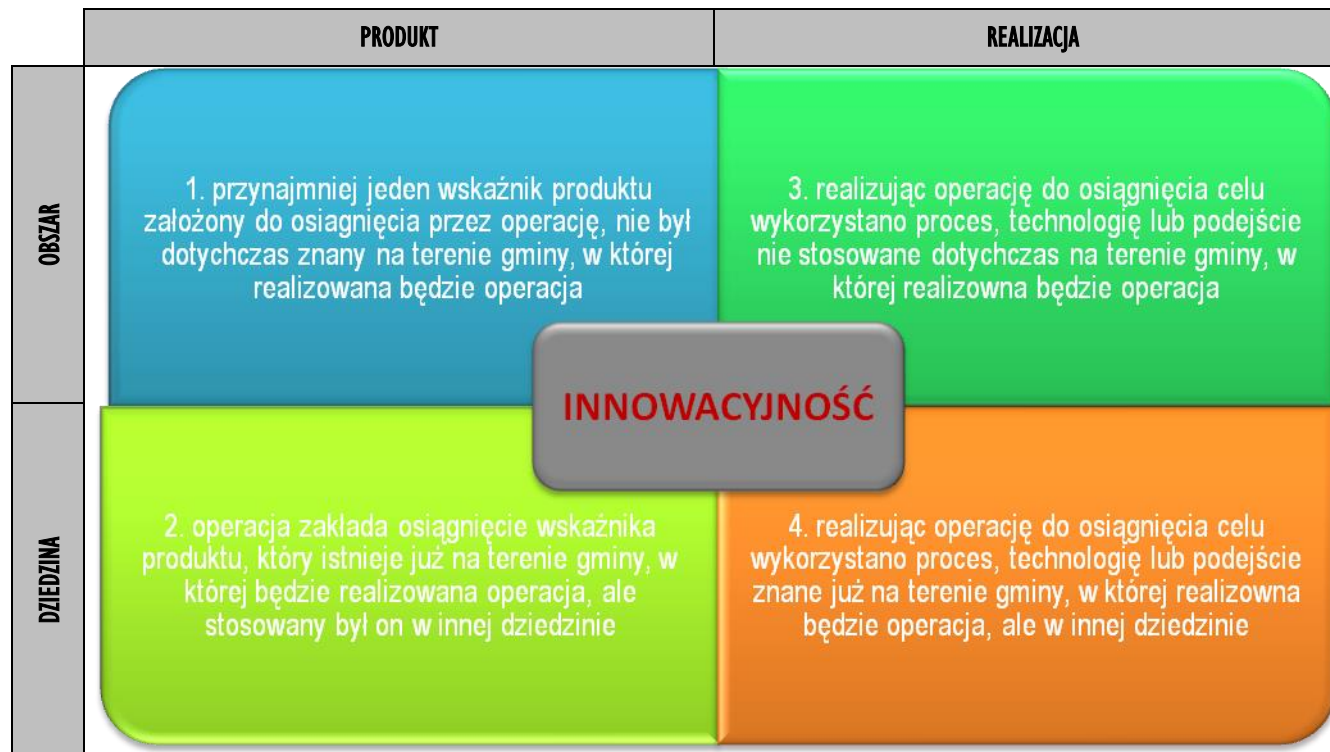 PRODUKT
REALIZACJA
OBSZAR
1. przynajmniej jeden wskaźnik produktu
założony do osiagnięcia przez operację, nie był
dotychczas znany na terenie gminy, w której
realizowana będzie operacja
3. realizując operację do osiągnięcia celu
wykorzystano proces, technologię lub podejście
nie stosowane dotychczas na terenie gminy, w
której realizowna będzie operacja
INNOWACYJNOŚĆ
DZIEDZINA
2. operacja zakłada osiągnięcie wskaźnika
produktu, który istnieje już na terenie gminy, w
której będzie realizowana operacja, ale
stosowany był on w innej dziedzinie
4. realizując operację do osiągnięcia celu
wykorzystano proces, technologię lub podejście
znane już na terenie gminy, w której realizowna
będzie operacja, ale w innej dziedzinie